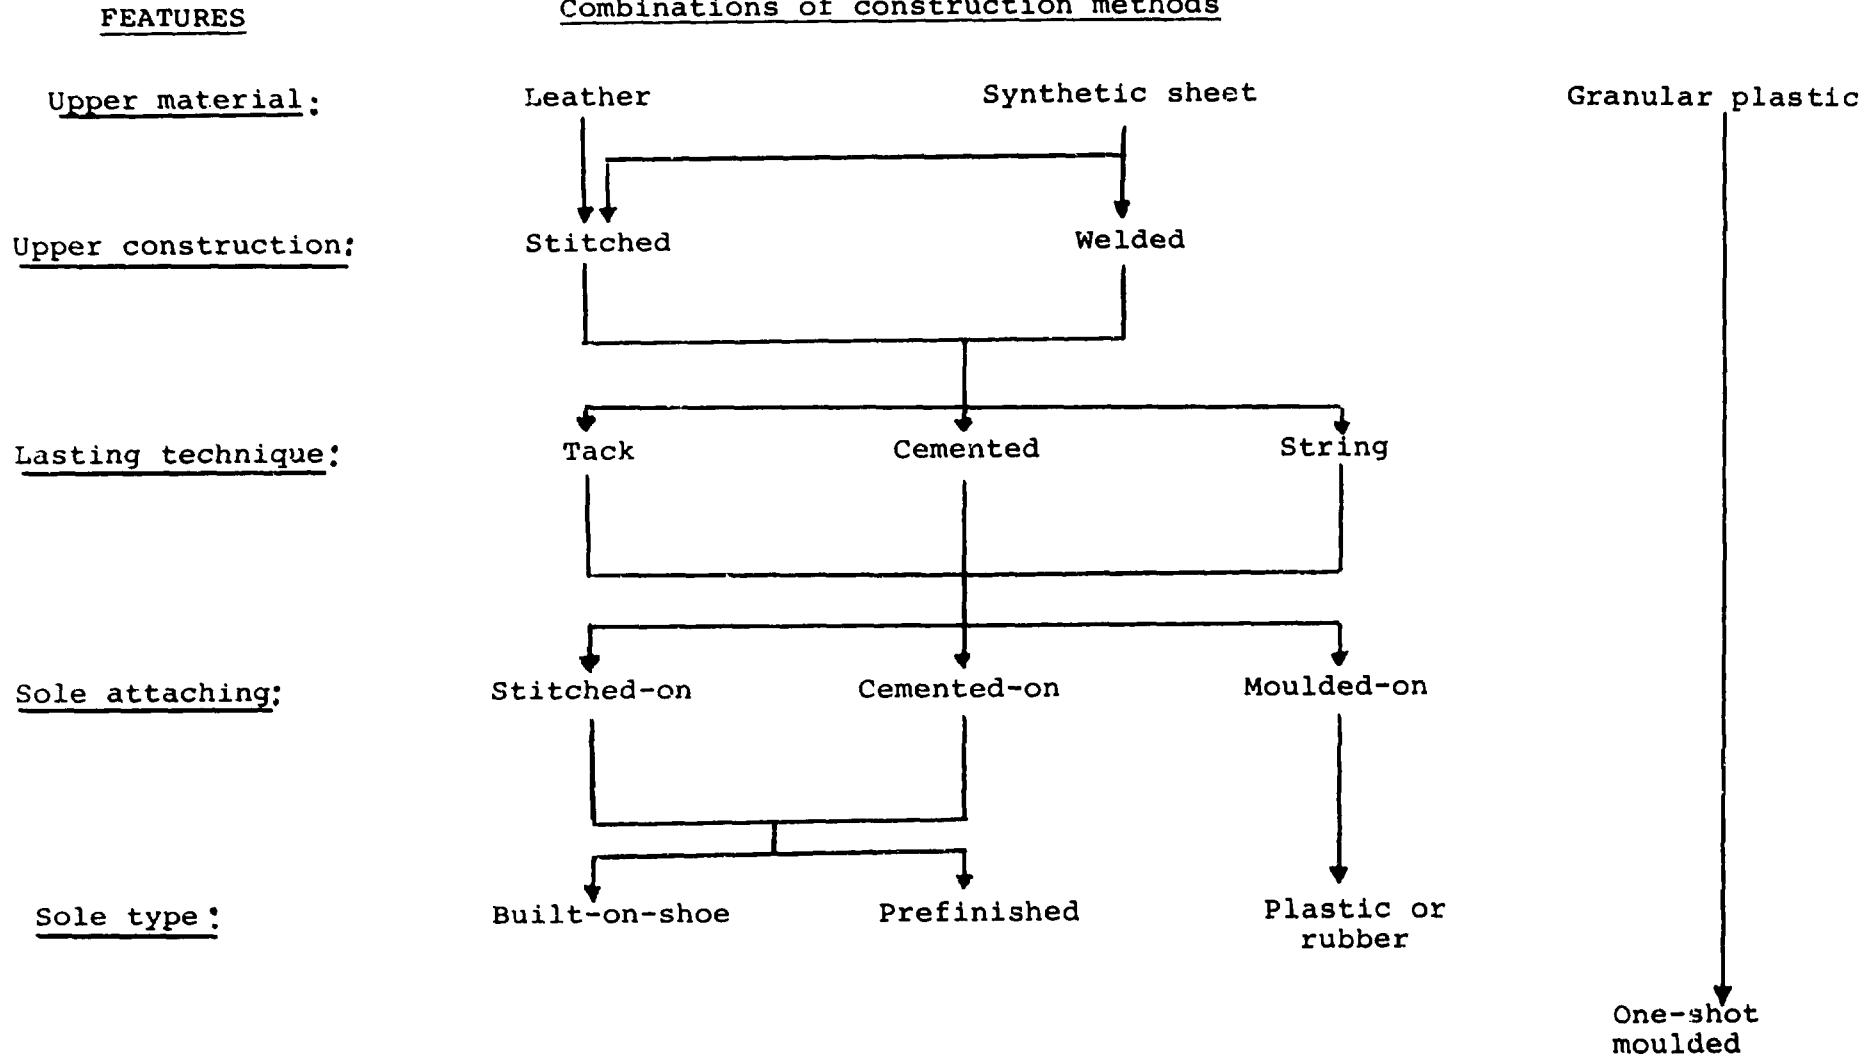 FEATURES Combinations of construction methods
Upper material: Leather Synthetic sheet Granular plastic
Upper construction: Stitched Welded
Lasting technique: Tack Cemented String
Sole attaching: Stitched-on Cemented-on Moulded-on
Sole type: Built-on-shoe Prefinished Plastic or
rubber
One-shot
moulded